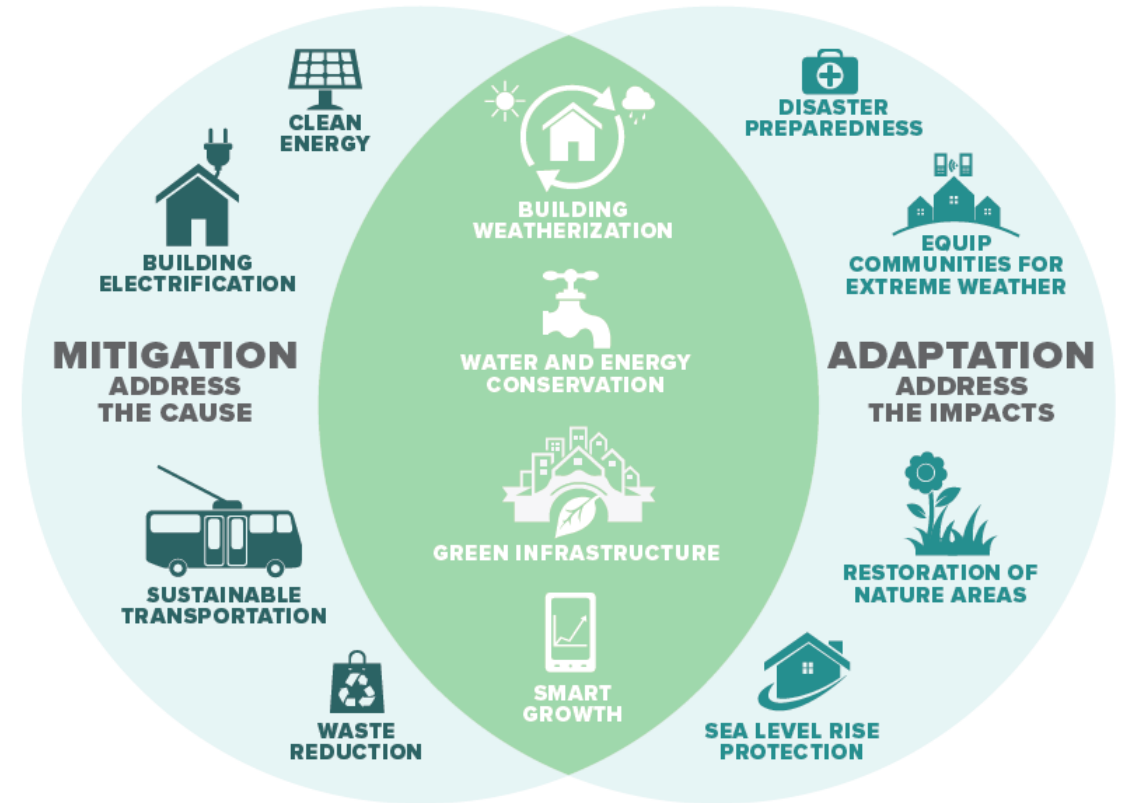 CLEAN
ENERGY
BUILDING
ELECTRIFICATION
MITIGATION
ADDRESS
THE CAUSE
SUSTAINABLE
TRANSPORTATION
WASTE
REDUCTION
BUILDING
WEATHERIZATION
WATER AND ENERGY
CONSERVATION
GREEN INFRASTRUCTURE
SMART
GROWTH
DISASTER
PREPAREDNESS
EQUIP
COMMUNITIES FOR
EXTREME WEATHER
ADAPTATION
ADDRESS
THE IMPACTS
RESTORATION OF
NATURE AREAS
SEA LEVEL RISE
PROTECTION